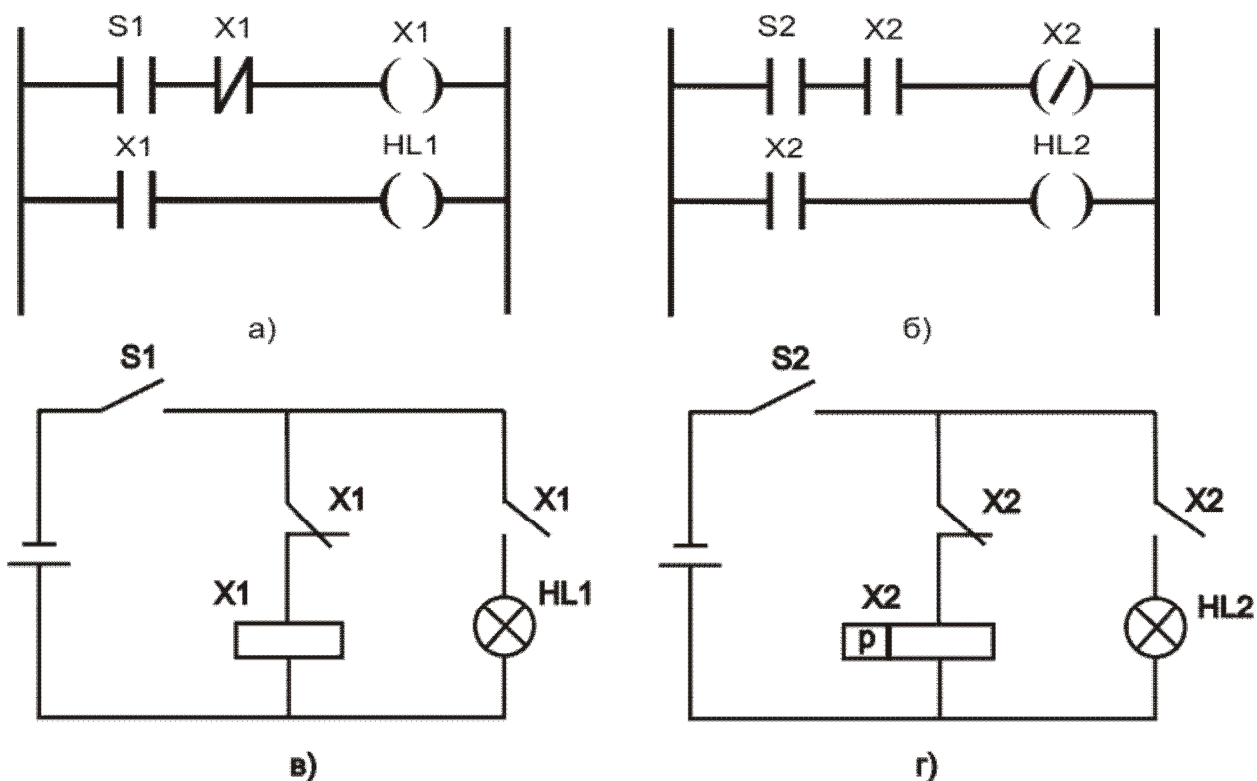 S1 X1 X1
X1 HL1
а)
S2 X2 X2
X2 HL2
б)
S1
X1 X1
X1 HL1
в)
S2
X2 X2
X2 HL2
p
г)